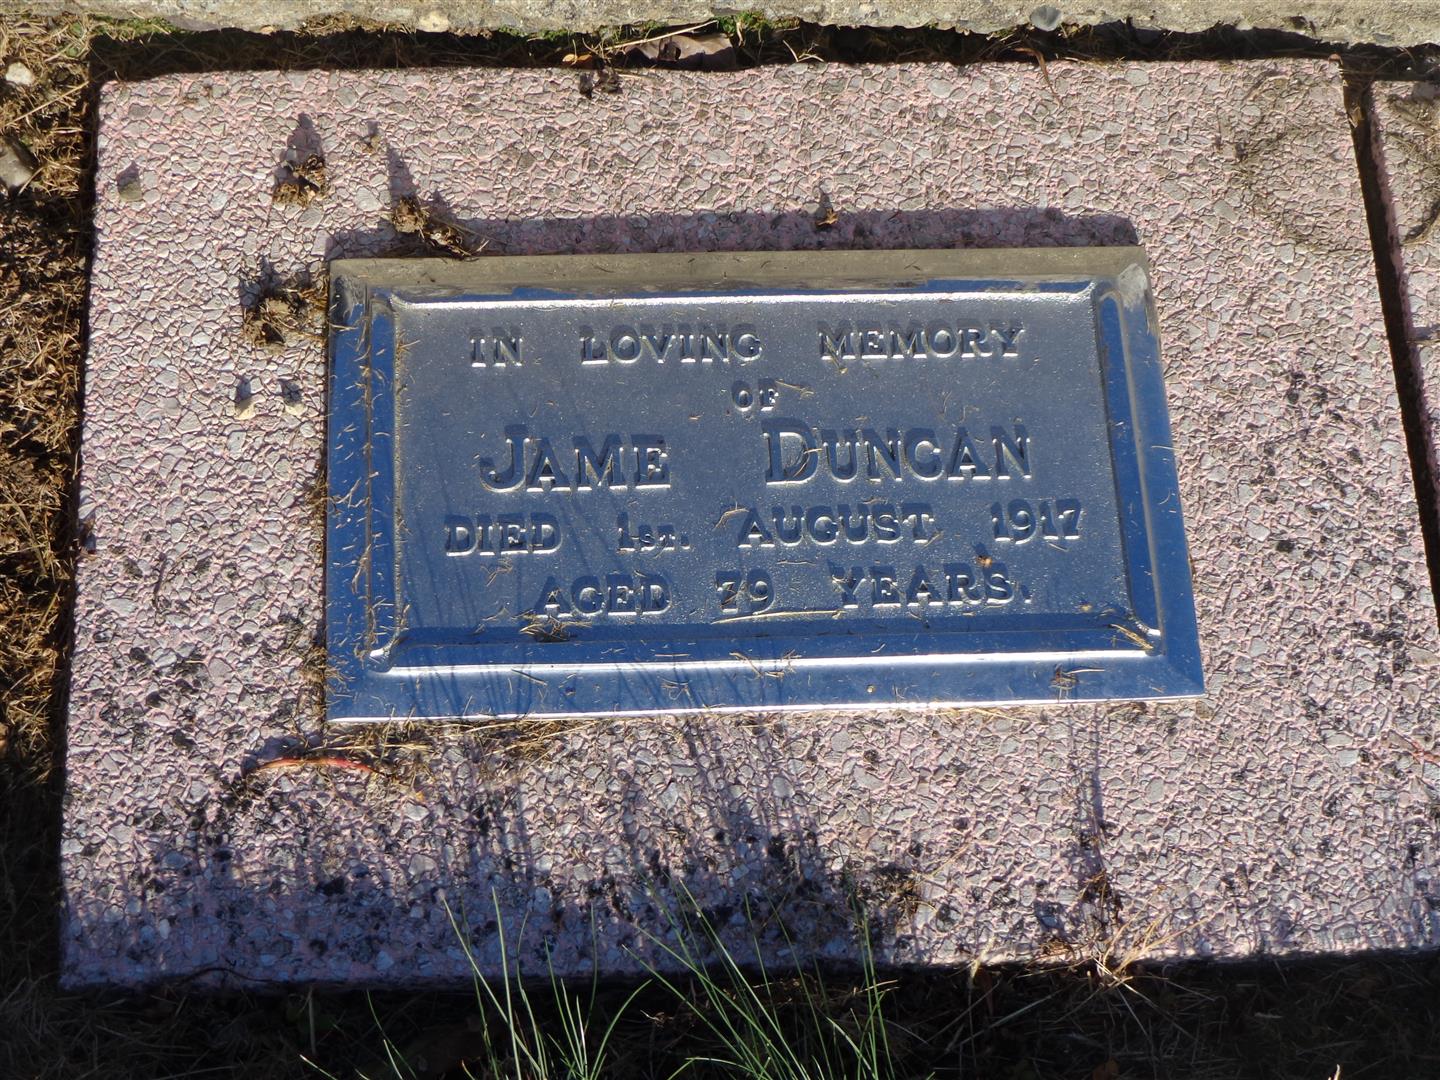 IN LOVING MEMORY
OF
JAME DUNCAN
DIED 1ST. AUGUST 1917
AGED 79 YEARS.